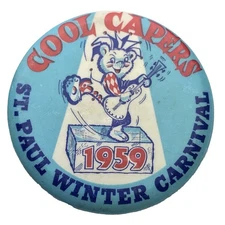 COOL CAPERS
1959
ST. PAUL WINTER CARNIVAL